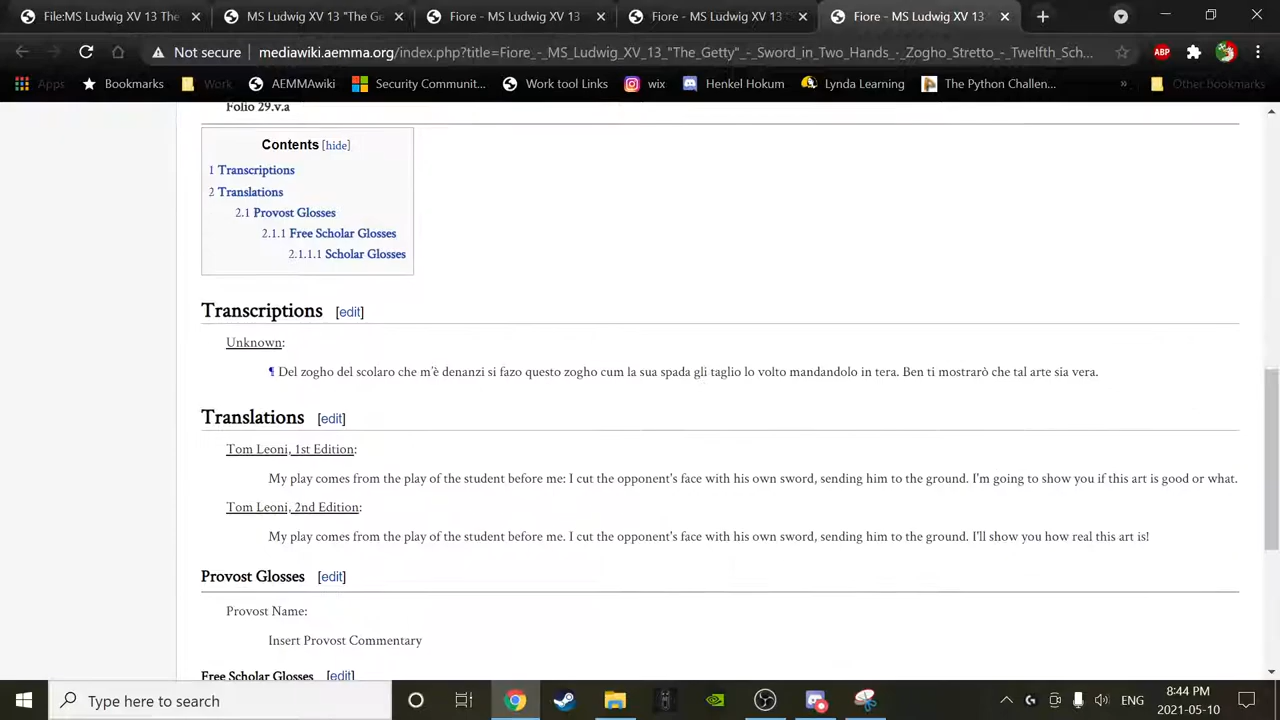 File:MS Ludwig XV 13 The
MS Ludwig XV 13 "The Ge
Fiore - MS Ludwig XV 13
Fiore - MS Ludwig XV 13 "
Fiore - MS Ludwig XV 13 "
Not secure
mediawiki.aemma.org/index.php?title=Fiore_-_MS_Ludwig_XV_13_"The_Getty"_-_Sword_in_Two_Hands_-_Zogho_Stretto_-_Twelfth_Sch...
ABP
Apps
Bookmarks
Work
AEMMAwiki
Security Communit...
Work tool Links
wix
Henkel Hokum
Lynda Learning
The Python Challen...
»
Other bookmarks
Folio 29.v.a
Contents [hide]
1 Transcriptions
2 Translations
2.1 Provost Glosses
2.1.1 Free Scholar Glosses
2.1.1.1 Scholar Glosses
Transcriptions [edit]
Unknown:
¶ Del zogho del scolaro che m'è denanzi si fazo questo zogho cum la sua spada gli taglio lo volto mandandolo in tera. Ben ti mostrarò che tal arte sia vera.
Translations [edit]
Tom Leoni, 1st Edition:
My play comes from the play of the student before me: I cut the opponent's face with his own sword, sending him to the ground. I'm going to show you if this art is good or what.
Tom Leoni, 2nd Edition:
My play comes from the play of the student before me. I cut the opponent's face with his own sword, sending him to the ground. I'll show you how real this art is!
Provost Glosses [edit]
Provost Name:
Insert Provost Commentary
Free Scholar Glosses [edit]
Type here to search
ENG
8:44 PM
2021-05-10